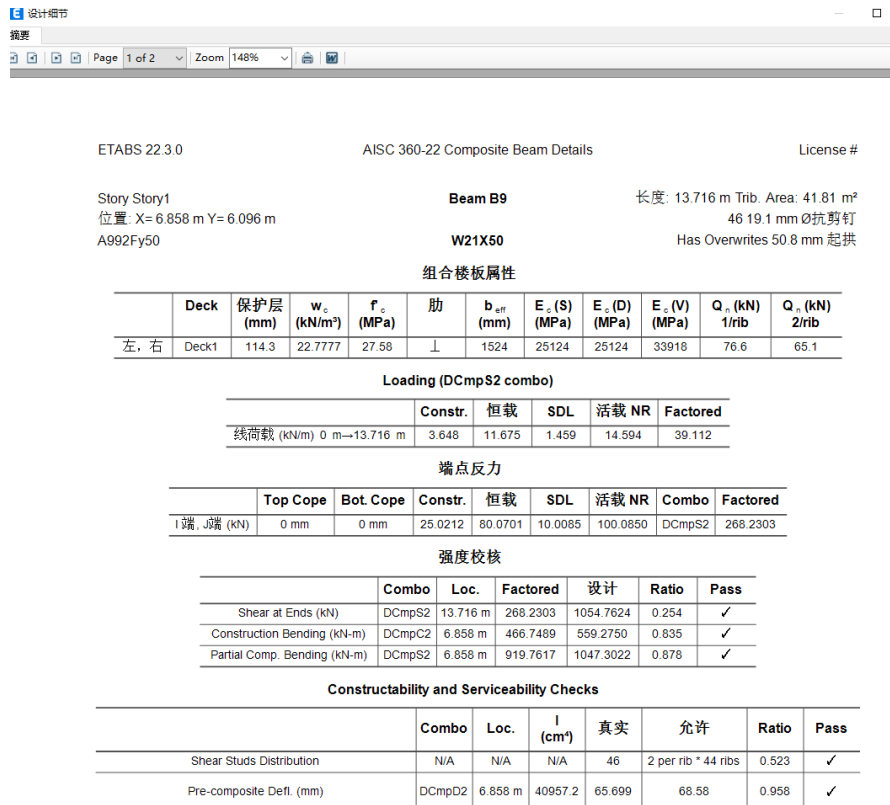 设计细节
摘要
Page 1 of 2 Zoom 148%
ETABS 22.3.0 AISC 360-22 Composite Beam Details License #
Story Story1 Beam B9 长度: 13.716 m Trib. Area: 41.81 m²
位置: X= 6.858 m Y= 6.096 m 46 19.1 mm Ø抗剪钉
A992Fy50 W21X50 Has Overwrites 50.8 mm 起拱
组合楼板属性
Deck 保护层 (mm) w c (kN/m³) f' c (MPa) 肋 b eff (mm) E c (S) (MPa) E c (D) (MPa) E c (V) (MPa) Q n (kN) 1/rib Q n (kN) 2/rib
左, 右 Deck1 114.3 22.7777 27.58 ⊥ 1524 25124 25124 33918 76.6 65.1
Loading (DCmpS2 combo)
Constr. 恒载 SDL 活载 NR Factored
线荷载 (kN/m) 0 m→13.716 m 3.648 11.675 1.459 14.594 39.112
端点反力
Top Cope Bot. Cope Constr. 恒载 SDL 活载 NR Combo Factored
I端, J端 (kN) 0 mm 0 mm 25.0212 80.0701 10.0085 100.0850 DCmpS2 268.2303
强度校核
Combo Loc. Factored 设计 Ratio Pass
Shear at Ends (kN) DCmpS2 13.716 m 268.2303 1054.7624 0.254 ✓
Construction Bending (kN-m) DCmpC2 6.858 m 466.7489 559.2750 0.835 ✓
Partial Comp. Bending (kN-m) DCmpS2 6.858 m 919.7617 1047.3022 0.878 ✓
Constructability and Serviceability Checks
Combo Loc. I (cm⁴) 真实 允许 Ratio Pass
Shear Studs Distribution N/A N/A N/A 46 2 per rib * 44 ribs 0.523 ✓
Pre-composite Defl. (mm) DCmpD2 6.858 m 40957.2 65.699 68.58 0.958 ✓